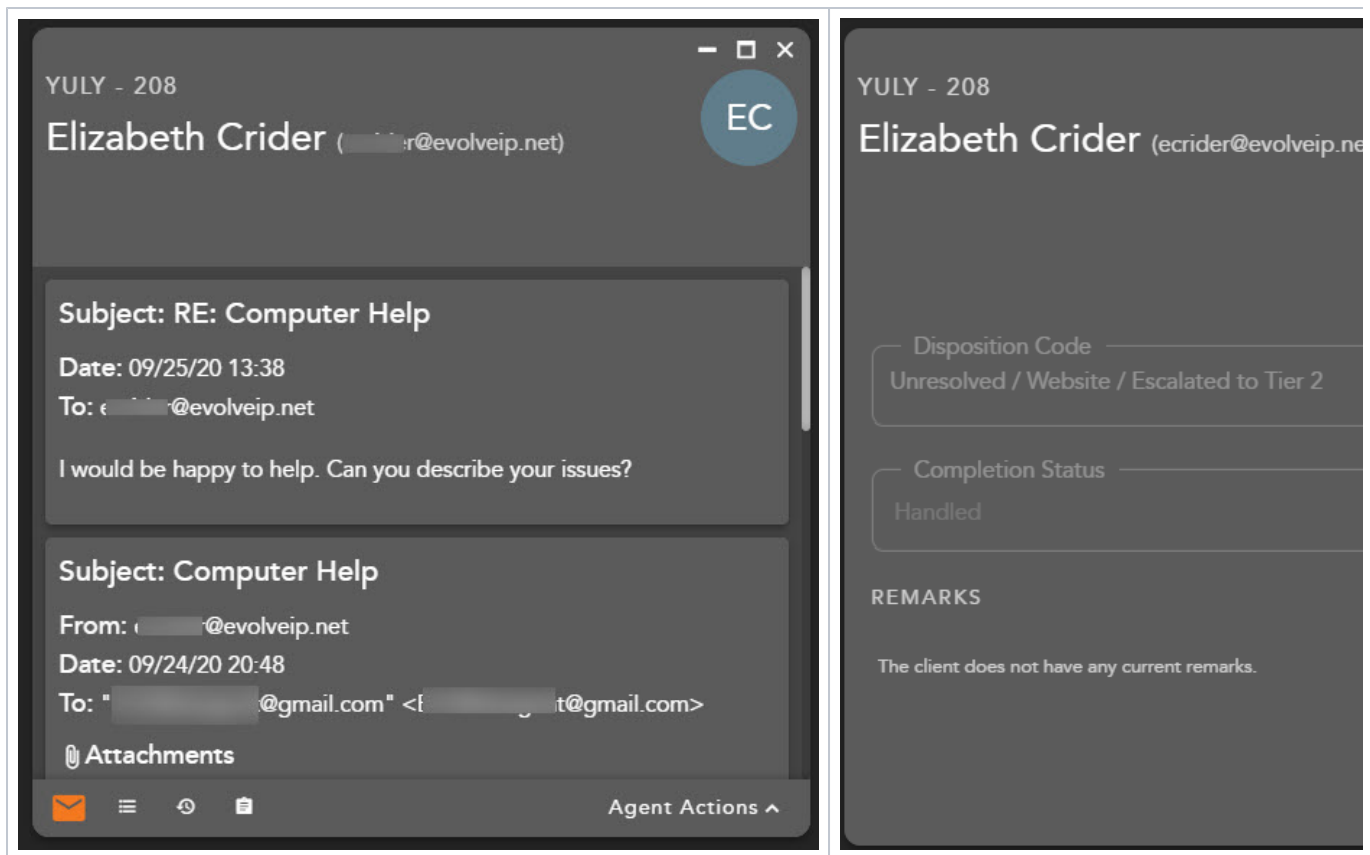 YULY - 208
EC
Elizabeth Crider ( r@evolveip.net)
Subject: RE: Computer Help
Date: 09/25/20 13:38
To: @evolveip.net
I would be happy to help. Can you describe your issues?
Subject: Computer Help
From: @evolveip.net
Date: 09/24/20 20:48
To: " @gmail.com" < t@gmail.com>
Attachments
Agent Actions
YULY - 208
Elizabeth Crider (ecrider@evolveip.ne
Disposition Code
Unresolved / Website / Escalated to Tier 2
Completion Status
Handled
REMARKS
The client does not have any current remarks.